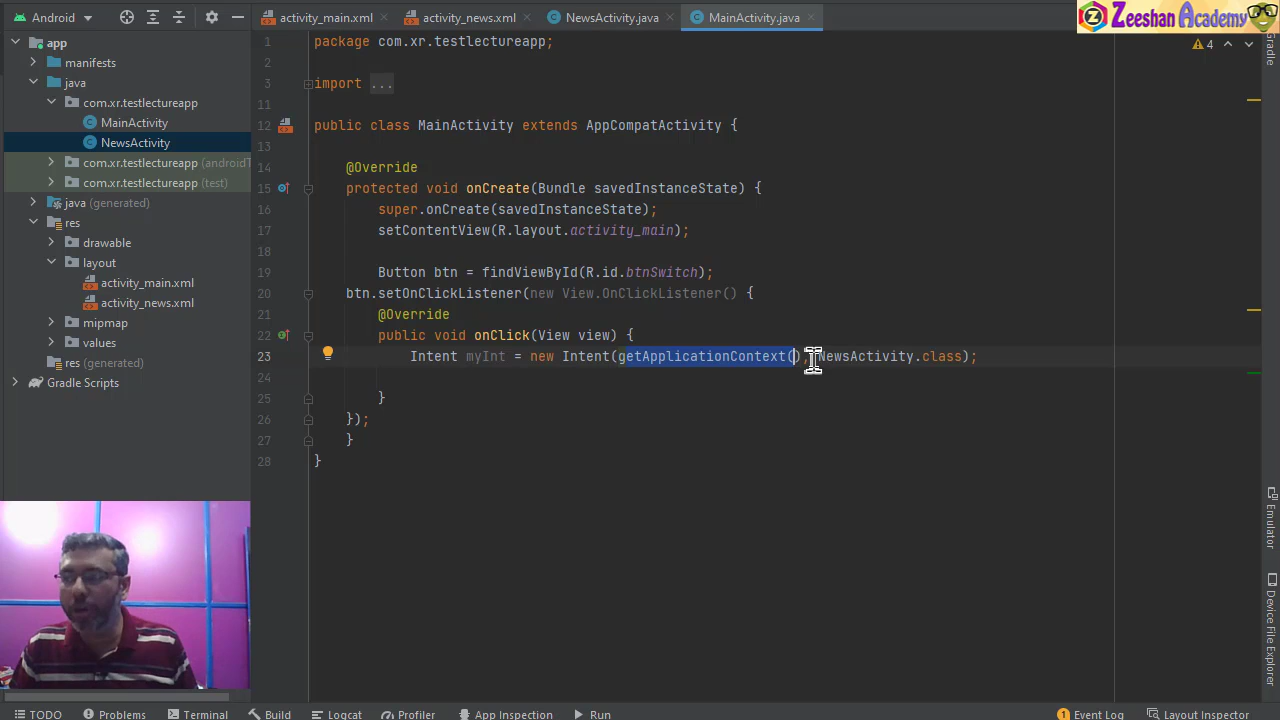 Android
activity_main.xml
activity_news.xml
NewsActivity.java
MainActivity.java
Zeeshan Academy
app
manifests
java
com.xr.testlectureapp
MainActivity
NewsActivity
com.xr.testlectureapp (androidT
com.xr.testlectureapp (test)
java (generated)
res
drawable
layout
activity_main.xml
activity_news.xml
mipmap
values
res (generated)
Gradle Scripts
1 package com.xr.testlectureapp;
2
3 import ...
11
12 public class MainActivity extends AppCompatActivity {
13
14 @Override
15 protected void onCreate(Bundle savedInstanceState) {
16 super.onCreate(savedInstanceState);
17 setContentView(R.layout.activity_main);
18
19 Button btn = findViewById(R.id.btnSwitch);
20 btn.setOnClickListener(new View.OnClickListener() {
21 @Override
22 public void onClick(View view) {
23 Intent myInt = new Intent(getApplicationContext(), NewsActivity.class);
24
25 }
26 });
27 }
28 }
4
Gradle
Emulator
Device File Explorer
TODO
Problems
Terminal
Build
Logcat
Profiler
App Inspection
Run
1 Event Log
Layout Inspector